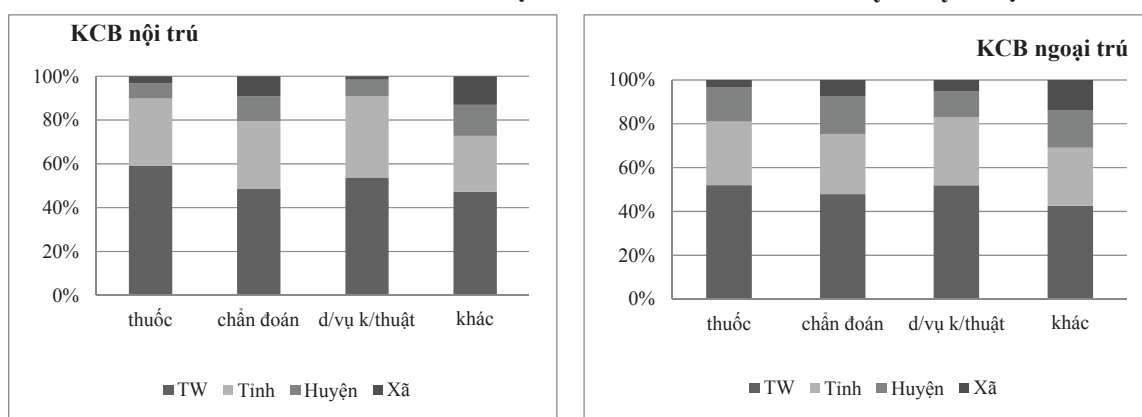 KCB nội trú
100%
80%
60%
40%
20%
0%
thuốc chẩn đoán d/vụ k/thuật khác
TW Tỉnh Huyện Xã
KCB ngoại trú
100%
80%
60%
40%
20%
0%
thuốc chẩn đoán d/vụ k/thuật khác
TW Tỉnh Huyện Xã